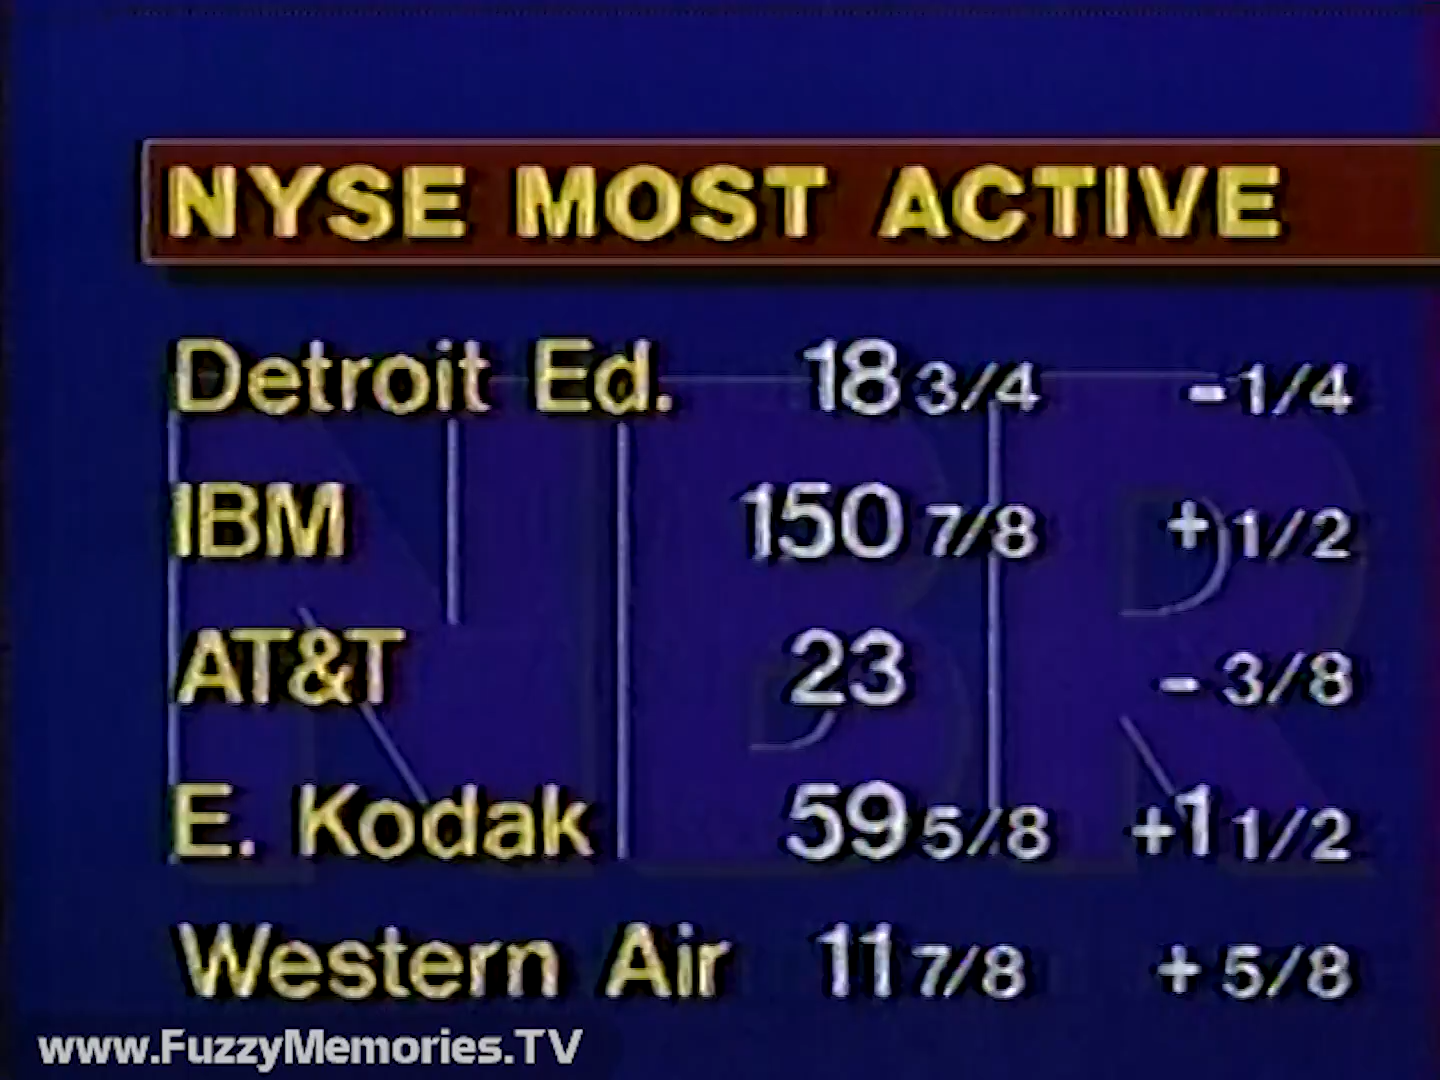 NYSE MOST ACTIVE
Detroit Ed. 18 3/4 -1/4
IBM 150 7/8 +1/2
AT&T 23 -3/8
E. Kodak 59 5/8 +1 1/2
Western Air 11 7/8 +5/8
NBR
www.FuzzyMemories.TV